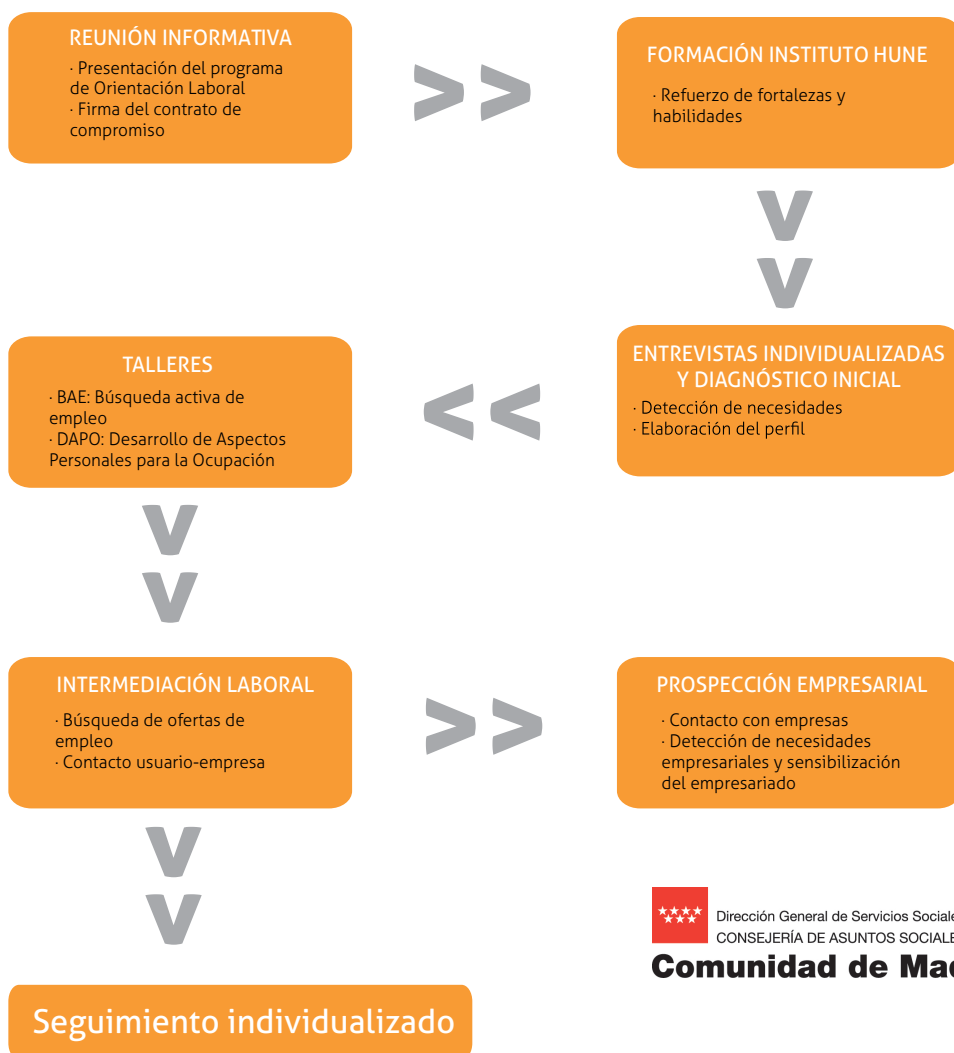 REUNIÓN INFORMATIVA
· Presentación del programa
de Orientación Laboral
· Firma del contrato de
compromiso
>>
FORMACIÓN INSTITUTO HUNE
· Refuerzo de fortalezas y
habilidades
V
V
ENTREVISTAS INDIVIDUALIZADAS
Y DIAGNÓSTICO INICIAL
· Detección de necesidades
· Elaboración del perfil
<<
TALLERES
· BAE: Búsqueda activa de
empleo
· DAPO: Desarrollo de Aspectos
Personales para la Ocupación
V
V
INTERMEDIACIÓN LABORAL
· Búsqueda de ofertas de
empleo
· Contacto usuario-empresa
>>
PROSPECCIÓN EMPRESARIAL
· Contacto con empresas
· Detección de necesidades
empresariales y sensibilización
del empresariado
V
V
Seguimiento individualizado
Dirección General de Servicios Sociale
CONSEJERÍA DE ASUNTOS SOCIALE
Comunidad de Mad